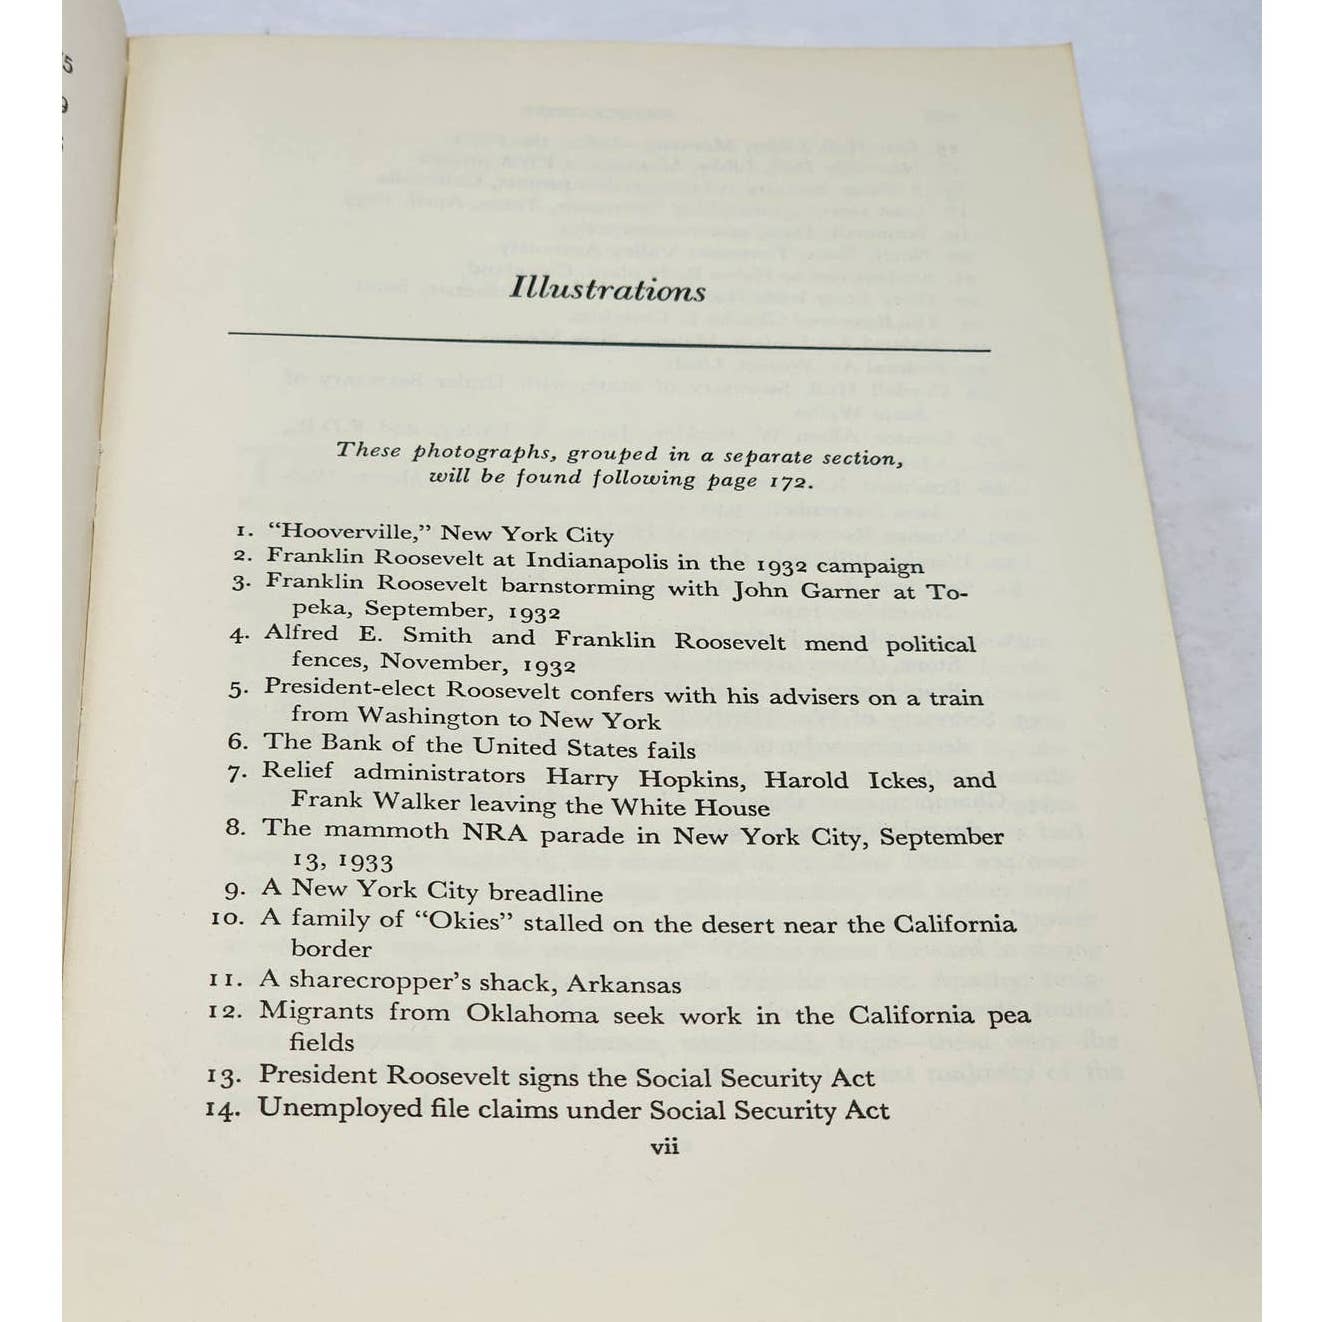 5
9
Illustrations
These photographs, grouped in a separate section,
will be found following page 172.
1. “Hooverville,” New York City
2. Franklin Roosevelt at Indianapolis in the 1932 campaign
3. Franklin Roosevelt barnstorming with John Garner at To-
peka, September, 1932
4. Alfred E. Smith and Franklin Roosevelt mend political
fences, November, 1932
5. President-elect Roosevelt confers with his advisers on a train
from Washington to New York
6. The Bank of the United States fails
7. Relief administrators Harry Hopkins, Harold Ickes, and
Frank Walker leaving the White House
8. The mammoth NRA parade in New York City, September
13, 1933
9. A New York City breadline
10. A family of “Okies” stalled on the desert near the California
border
11. A sharecropper’s shack, Arkansas
12. Migrants from Oklahoma seek work in the California pea
fields
13. President Roosevelt signs the Social Security Act
14. Unemployed file claims under Social Security Act
vii